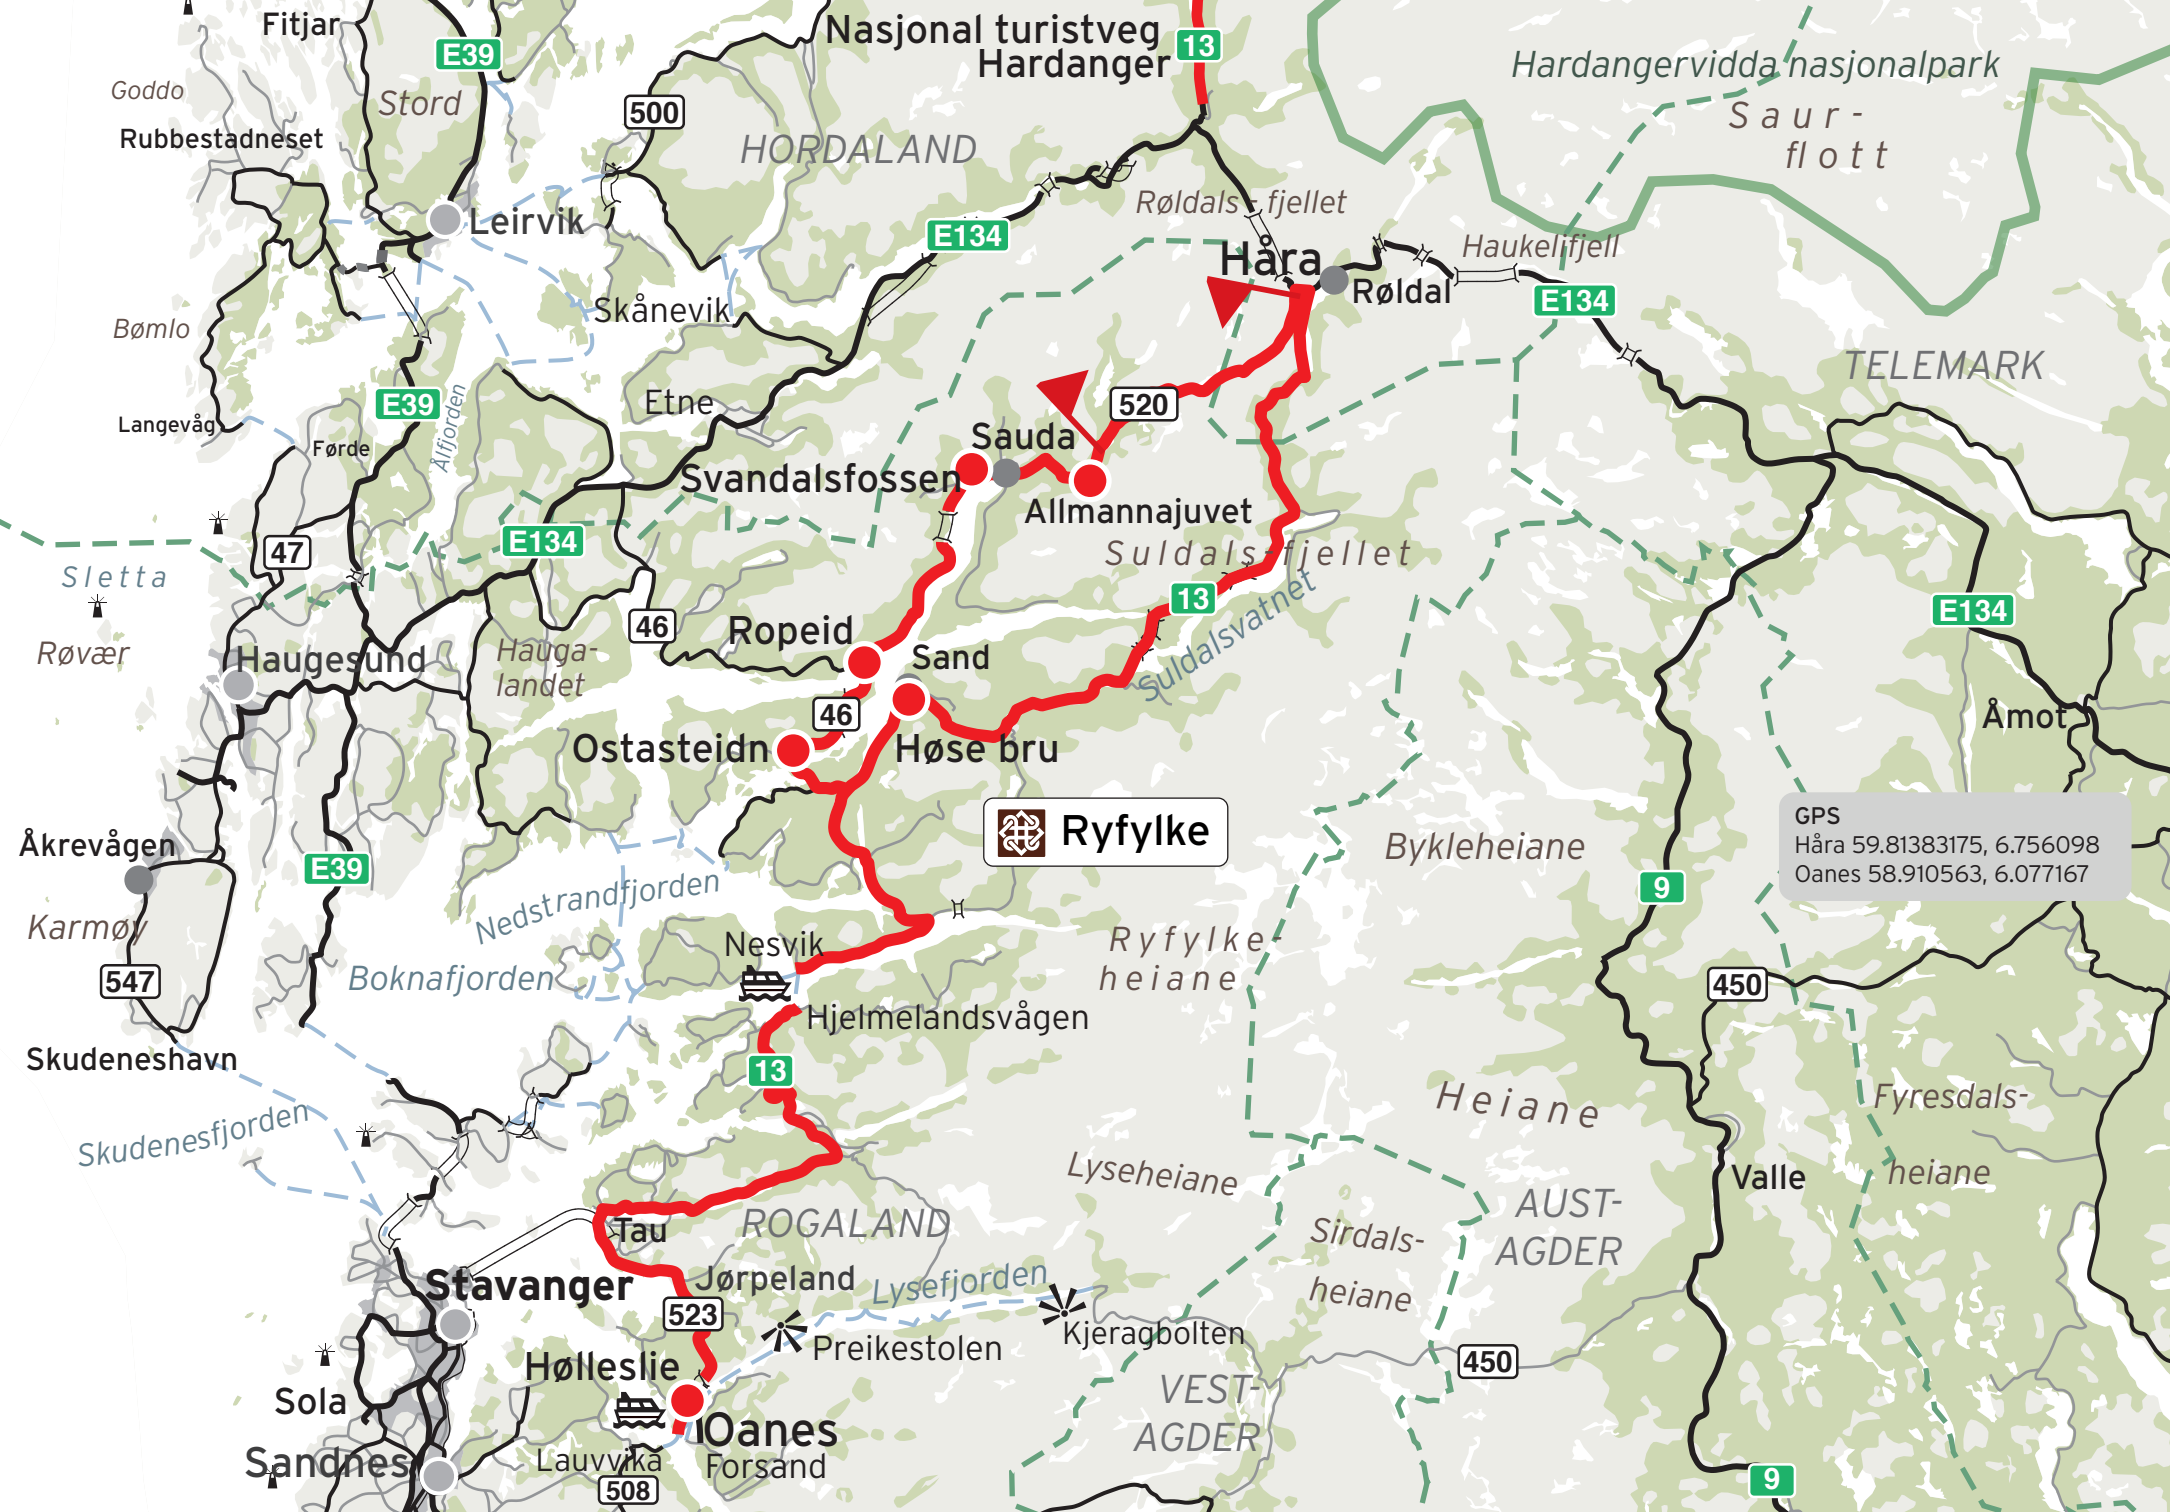 Fitjar
E39
Nasjonal turistveg
Hardanger
13
Hardangervidda nasjonalpark
Saur-
flott
Goddo
Stord
500
Rubbestadneset
HORDALAND
Leirvik
Røldals-fjellet
E134
Håra
Haukelifjell
Røldal
E134
Skånevik
Bømlo
TELEMARK
E39
Ålfjorden
Etne
520
Langevåg
Førde
Sauda
Svandalsfossen
Allmannajuvet
47
E134
Suldals-fjellet
Sletta
13
Suldalsvatnet
E134
46
Ropeid
Røvær
Haugesund
Hauga-
landet
Sand
46
Åmot
Ostasteidn
Høse bru
Ryfylke
GPS
Håra 59.81383175, 6.756098
Oanes 58.910563, 6.077167
Åkrevågen
E39
Bykleheiane
9
Nedstrandfjorden
Karmøy
Nesvik
Ryfylke-
heiane
547
Boknafjorden
450
Hjelmelandsvågen
Skudeneshavn
13
Heiane
Fyresdals-
heiane
Skudenesfjorden
Lyseheiane
Valle
AUST-
AGDER
Tau
ROGALAND
Sirdals-
heiane
Stavanger
Jørpeland
Lysefjorden
523
Preikestolen
Kjeragbolten
450
Hølleslie
Sola
VEST-
AGDER
Oanes
Sandnes
Lauvvika
Forsand
508
9